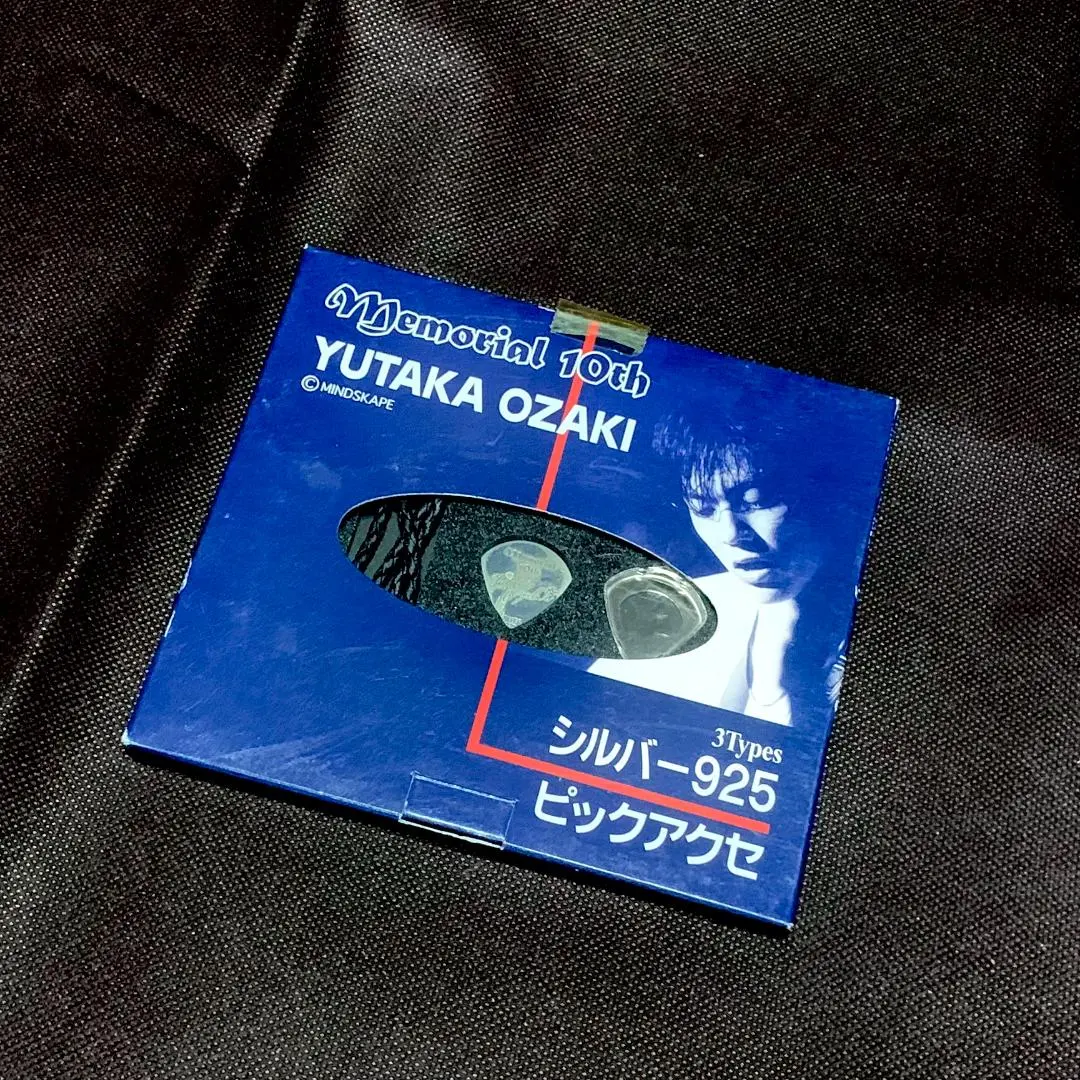 Memorial 10th
YUTAKA OZAKI
©MINDSKAPE
3Types
シルバー925
ピックアクセ